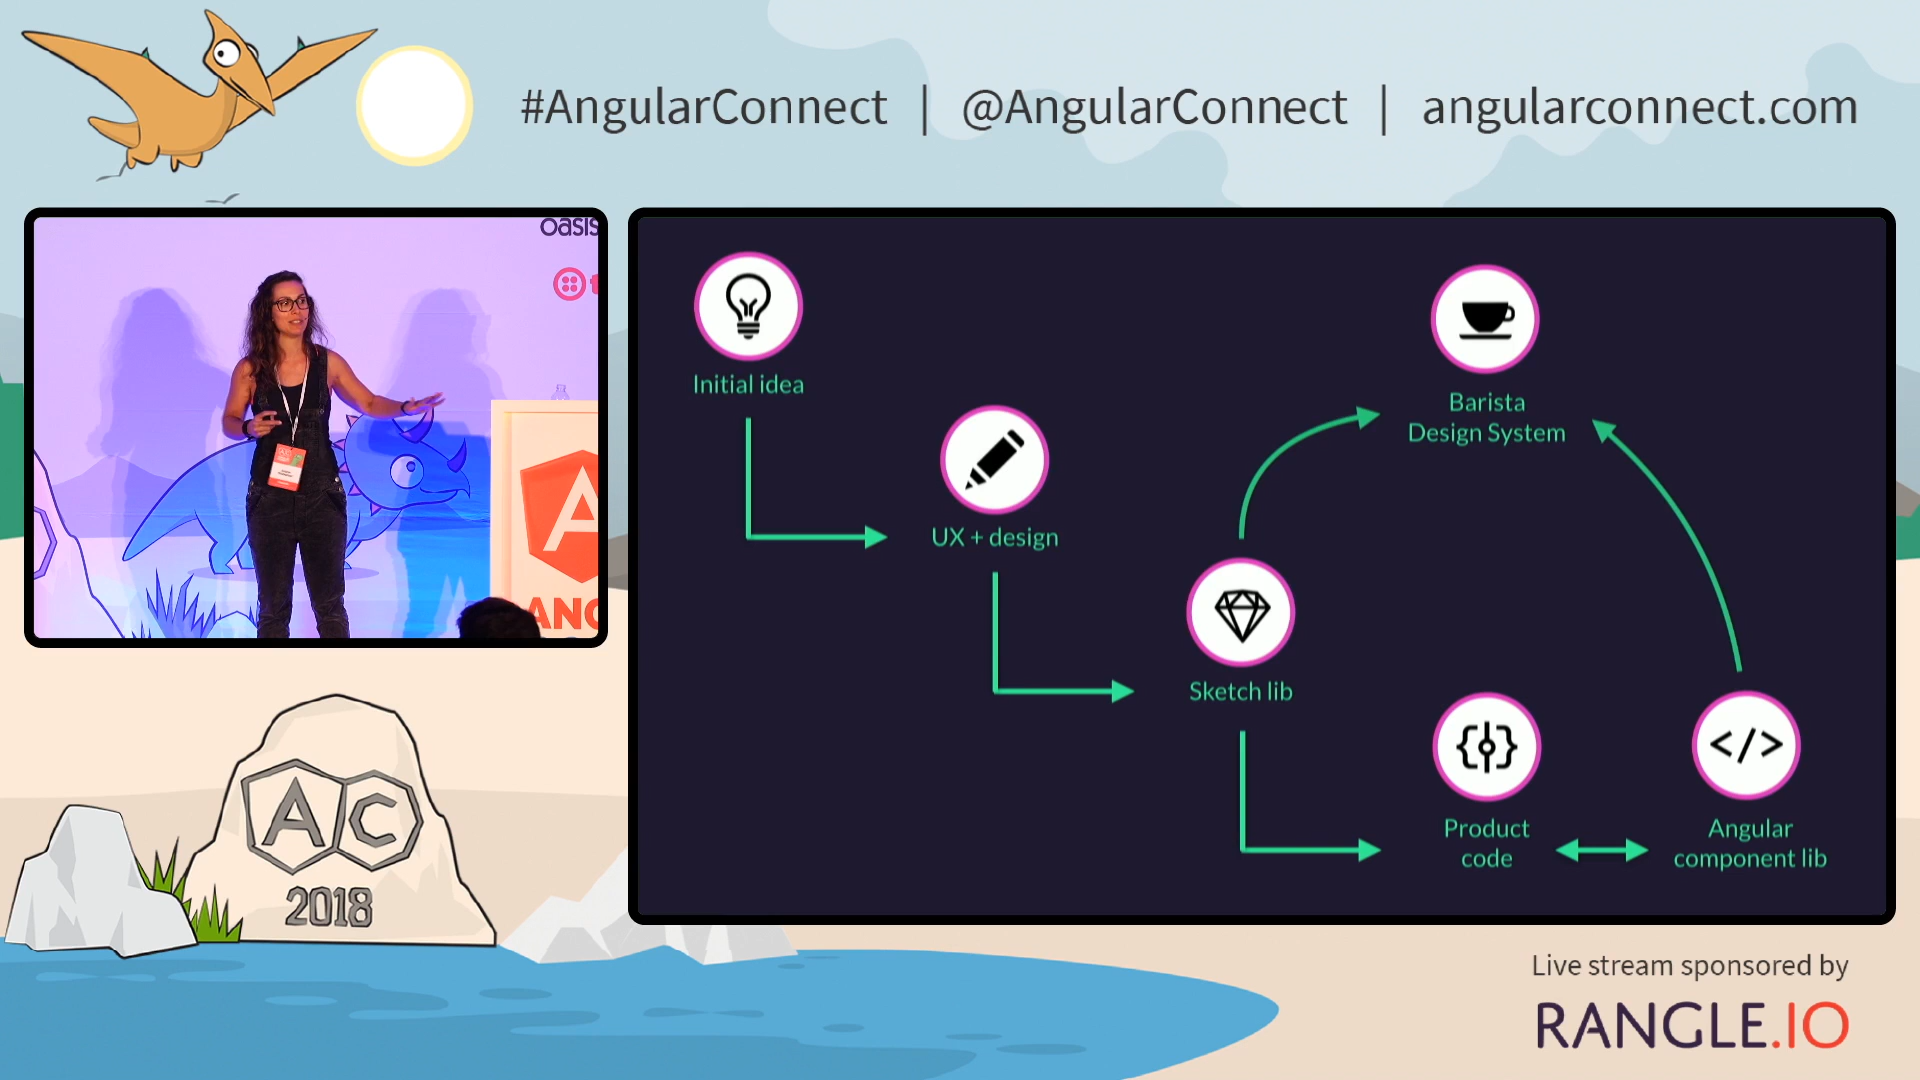 #AngularConnect | @AngularConnect | angularconnect.com
oasis
Initial idea
UX + design
Sketch lib
Barista
Design System
Product
code
Angular
component lib
</>
A
ANG
AC
2018
Live stream sponsored by
RANGLE.IO